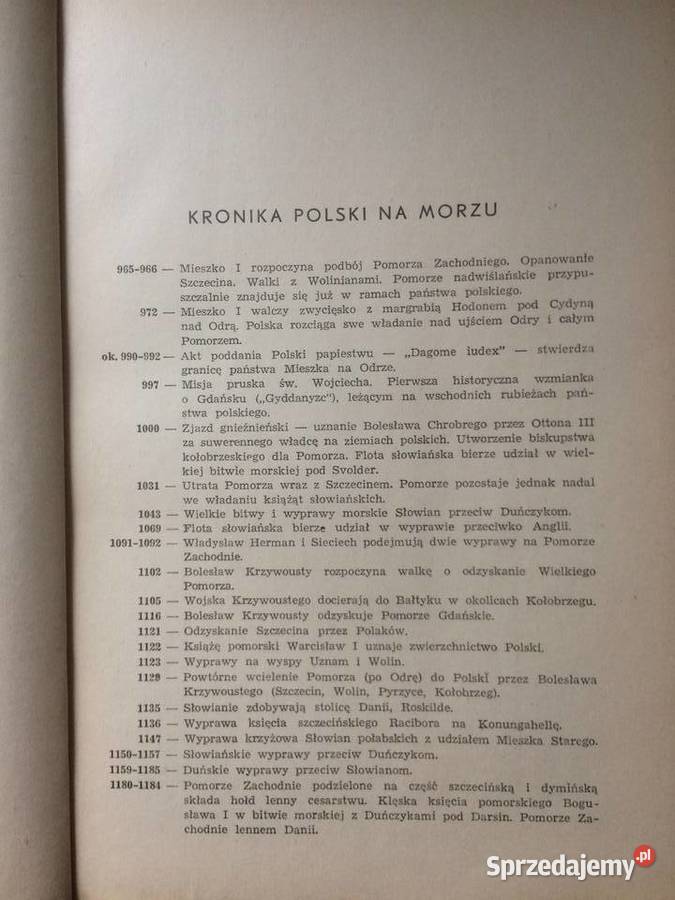 KRONIKA POLSKI NA MORZU
965-966 — Mieszko I rozpoczyna podbój Pomorza Zachodniego. Opanowanie
Szczecina. Walki z Wolinianami. Pomorze nadwiślańskie przypu-
szczalnie znajduje się już w ramach państwa polskiego.
972 — Mieszko I walczy zwycięsko z margrabią Hodonem pod Cydyną
nad Odrą. Polska rozciąga swe władanie nad ujściem Odry i całym
Pomorzem.
ok. 990-992 — Akt poddania Polski papiestwu — „Dagome iudex” — stwierdza
granicę państwa Mieszka na Odrze.
997 — Misja pruska św. Wojciecha. Pierwsza historyczna wzmianka
o Gdańsku („Gyddanyzc”), leżącym na wschodnich rubieżach pań-
stwa polskiego.
1000 — Zjazd gnieźnieński — uznanie Bolesława Chrobrego przez Ottona III
za suwerennego władcę na ziemiach polskich. Utworzenie biskupstwa
kołobrzeskiego dla Pomorza. Flota słowiańska bierze udział w wiel-
kiej bitwie morskiej pod Svolder.
1031 — Utrata Pomorza wraz z Szczecinem. Pomorze pozostaje jednak nadal
we władaniu książąt słowiańskich.
1043 — Wielkie bitwy i wyprawy morskie Słowian przeciw Duńczykom.
1069 — Flota słowiańska bierze udział w wyprawie przeciwko Anglii.
1091-1092 — Władysław Herman i Sieciech podejmują dwie wyprawy na Pomorze
Zachodnie.
1102 — Bolesław Krzywousty rozpoczyna walkę o odzyskanie Wielkiego
Pomorza.
1105 — Wojska Krzywoustego docierają do Bałtyku w okolicach Kołobrzegu.
1116 — Bolesław Krzywousty odzyskuje Pomorze Gdańskie.
1121 — Odzyskanie Szczecina przez Polaków.
1122 — Książę pomorski Warcisław I uznaje zwierzchnictwo Polski.
1123 — Wyprawy na wyspy Uznam i Wolin.
1129 — Powtórne wcielenie Pomorza (po Odrę) do Polski przez Bolesława
Krzywoustego (Szczecin, Wolin, Pyrzyce, Kołobrzeg).
1135 — Słowianie zdobywają stolicę Danii, Roskilde.
1136 — Wyprawa księcia szczecińskiego Racibora na Konungahellę.
1147 — Wyprawa krzyżowa Słowian połabskich z udziałem Mieszka Starego.
1150-1157 — Słowiańskie wyprawy przeciw Duńczykom.
1159-1185 — Duńskie wyprawy przeciw Słowianom.
1180-1184 — Pomorze Zachodnie podzielone na część szczecińską i dymińską
składa hołd lenny cesarstwu. Klęska księcia pomorskiego Bogu-
sława I w bitwie morskiej z Duńczykami pod Darsin. Pomorze Za-
chodnie lennem Danii.
Sprzedajemy.pl